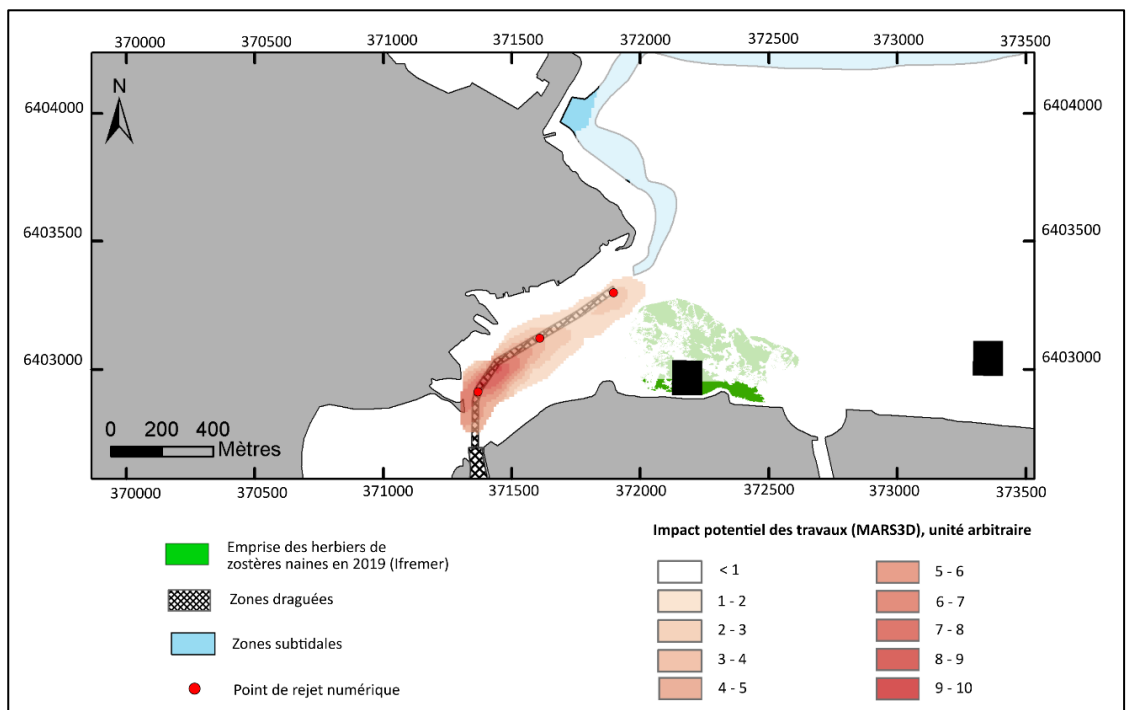 370000 370500 371000 371500 372000 372500 373000 373500
N
6404000 6404000
6403500 6403500
6403000 6403000
0 200 400
Mètres
370000 370500 371000 371500 372000 372500 373000 373500
Emprise des herbiers de
zostères naines en 2019 (Ifremer)
Zones draguées
Zones subtidales
Point de rejet numérique
Impact potentiel des travaux (MARS3D), unité arbitraire
< 1
1 - 2
2 - 3
3 - 4
4 - 5
5 - 6
6 - 7
7 - 8
8 - 9
9 - 10